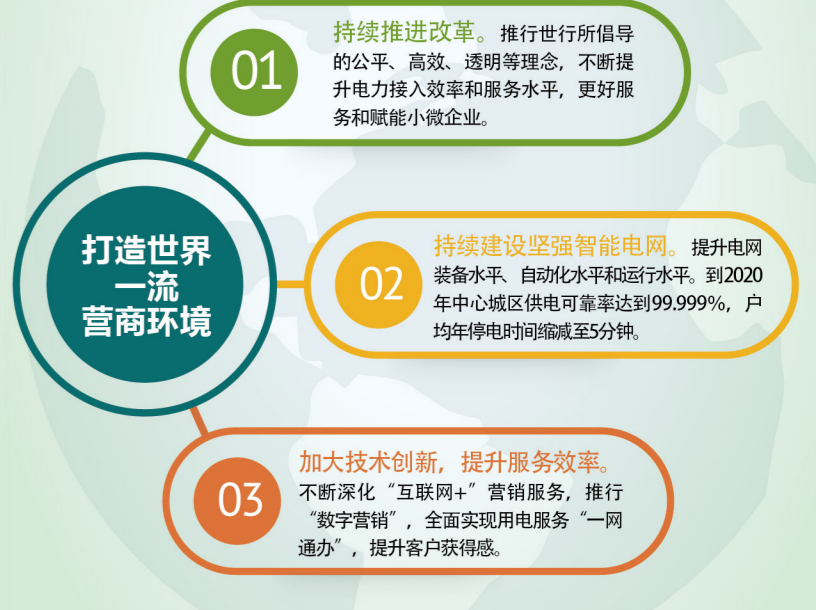 01
持续推进改革。推行世行所倡导
的公平、高效、透明等理念，不断提
升电力接入效率和服务水平，更好服
务和赋能小微企业。
打造世界
一流
营商环境
02
持续建设坚强智能电网。提升电网
装备水平、自动化水平和运行水平。到2020
年中心城区供电可靠率达到99.999%，户
均年停电时间缩减至5分钟。
03
加大技术创新，提升服务效率。
不断深化“互联网+”营销服务，推行
“数字营销”，全面实现用电服务“一网
通办”，提升客户获得感。